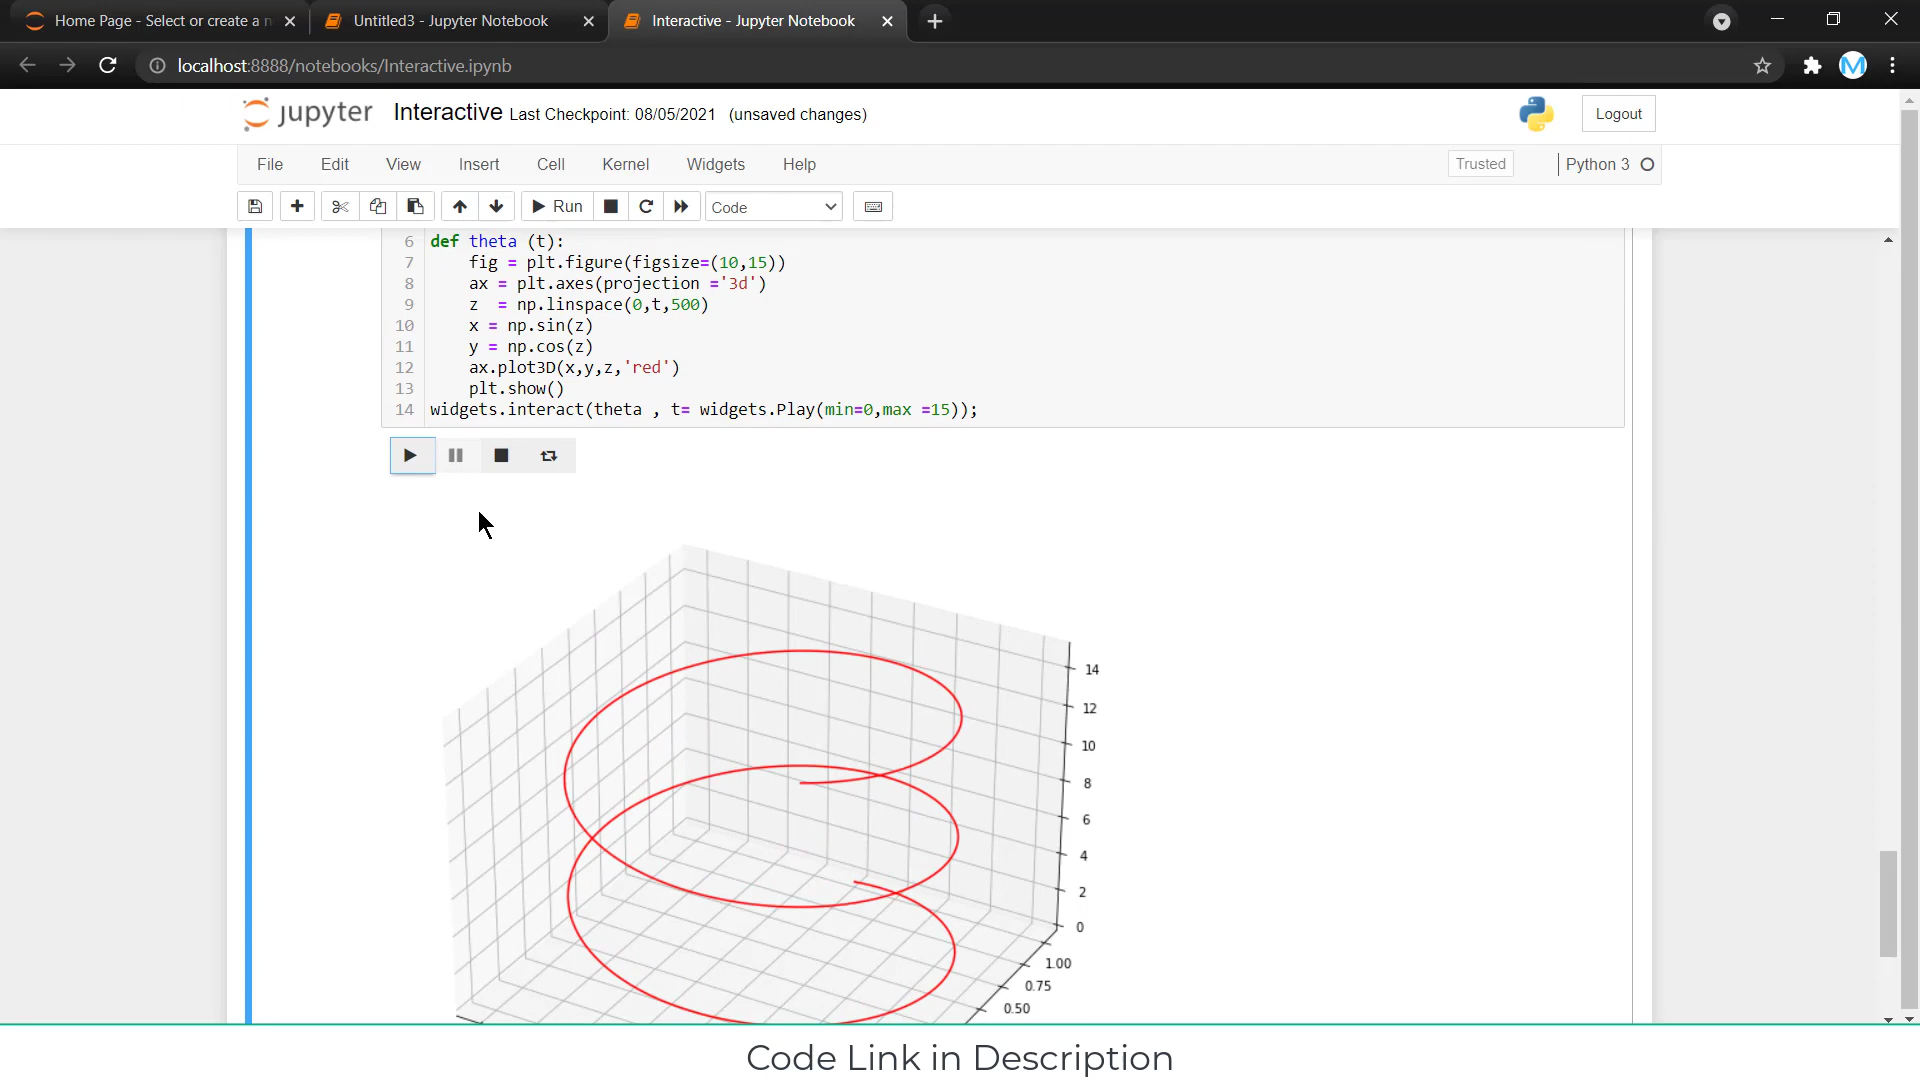 Home Page - Select or create a n
Untitled3 - Jupyter Notebook
Interactive - Jupyter Notebook
localhost:8888/notebooks/Interactive.ipynb
M
jupyter Interactive Last Checkpoint: 08/05/2021 (unsaved changes)
Logout
File Edit View Insert Cell Kernel Widgets Help
Trusted
Python 3
Run
Code
6 def theta (t):
7 fig = plt.figure(figsize=(10,15))
8 ax = plt.axes(projection ='3d')
9 z  = np.linspace(0,t,500)
10 x = np.sin(z)
11 y = np.cos(z)
12 ax.plot3D(x,y,z,'red')
13 plt.show()
14 widgets.interact(theta , t= widgets.Play(min=0,max =15));
14
12
10
8
6
4
2
0
1.00
0.75
0.50
Code Link in Description